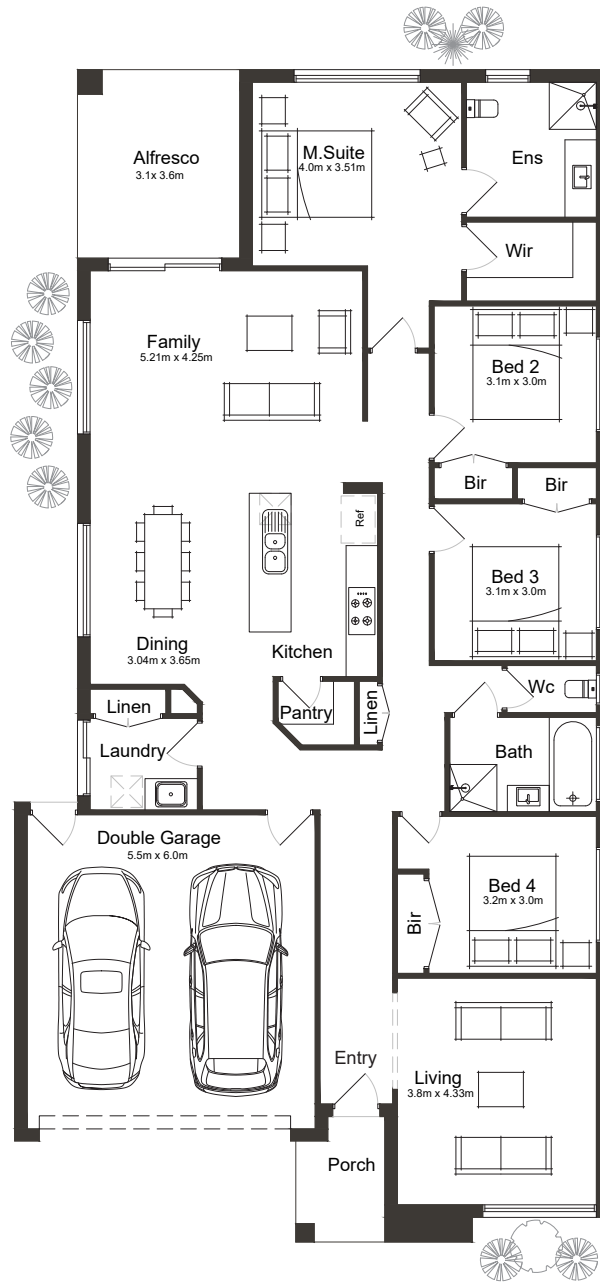 Alfresco
3.1x 3.6m
M.Suite
4.0m x 3.51m
Ens
Wir
Family
5.21m x 4.25m
Bed 2
3.1m x 3.0m
Bir
Bir
Ref
Bed 3
3.1m x 3.0m
Dining
3.04m x 3.65m
Kitchen
Wc
Linen
Pantry
Linen
Laundry
Bath
Double Garage
5.5m x 6.0m
Bed 4
3.2m x 3.0m
Bir
Entry
Living
3.8m x 4.33m
Porch